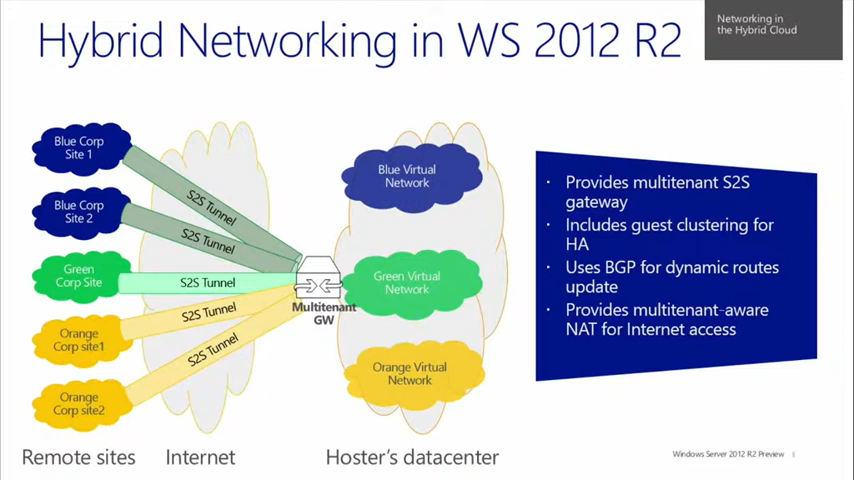 Hybrid Networking in WS 2012 R2
Networking in
the Hybrid Cloud
Blue Corp
Site 1
Blue Corp
Site 2
Green
Corp Site
Orange
Corp site1
Orange
Corp site2
S2S Tunnel
S2S Tunnel
S2S Tunnel
S2S Tunnel
S2S Tunnel
Multitenant
GW
Blue Virtual
Network
Green Virtual
Network
Orange Virtual
Network
· Provides multitenant S2S
gateway
· Includes guest clustering for
HA
· Uses BGP for dynamic routes
update
· Provides multitenant-aware
NAT for Internet access
Remote sites
Internet
Hoster's datacenter
Windows Server 2012 R2 Preview